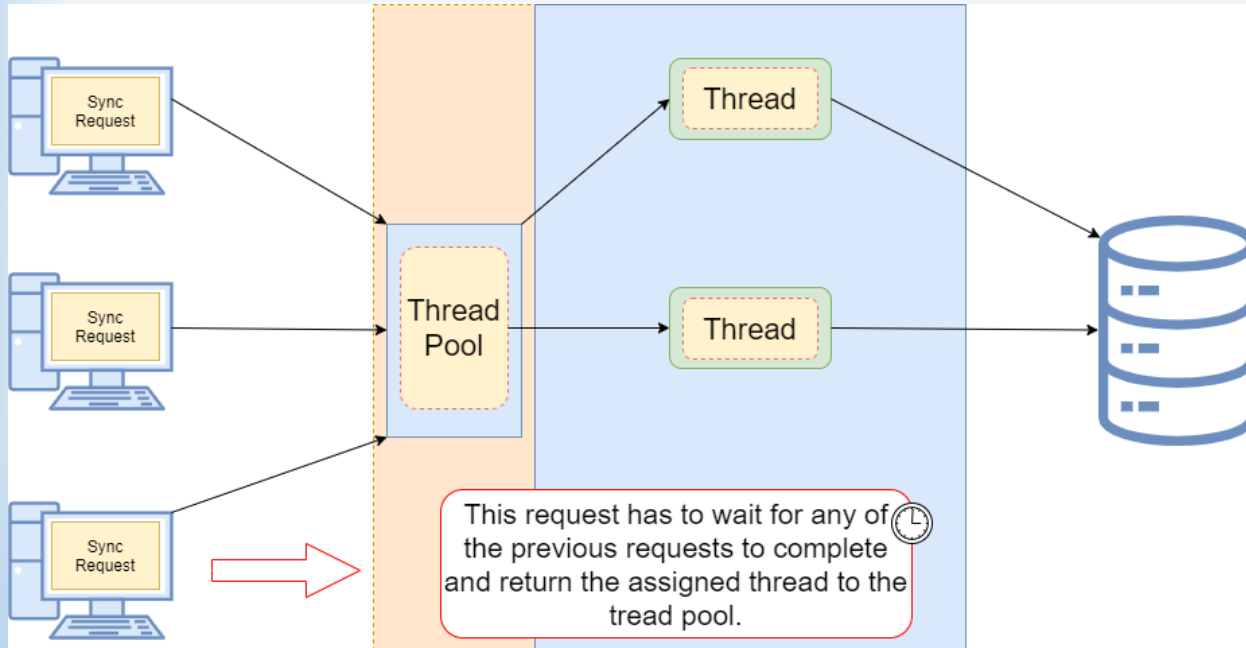 Sync
Request
Thread
Sync
Request
Thread
Pool
Thread
Sync
Request
This request has to wait for any of
the previous requests to complete
and return the assigned thread to the
tread pool.